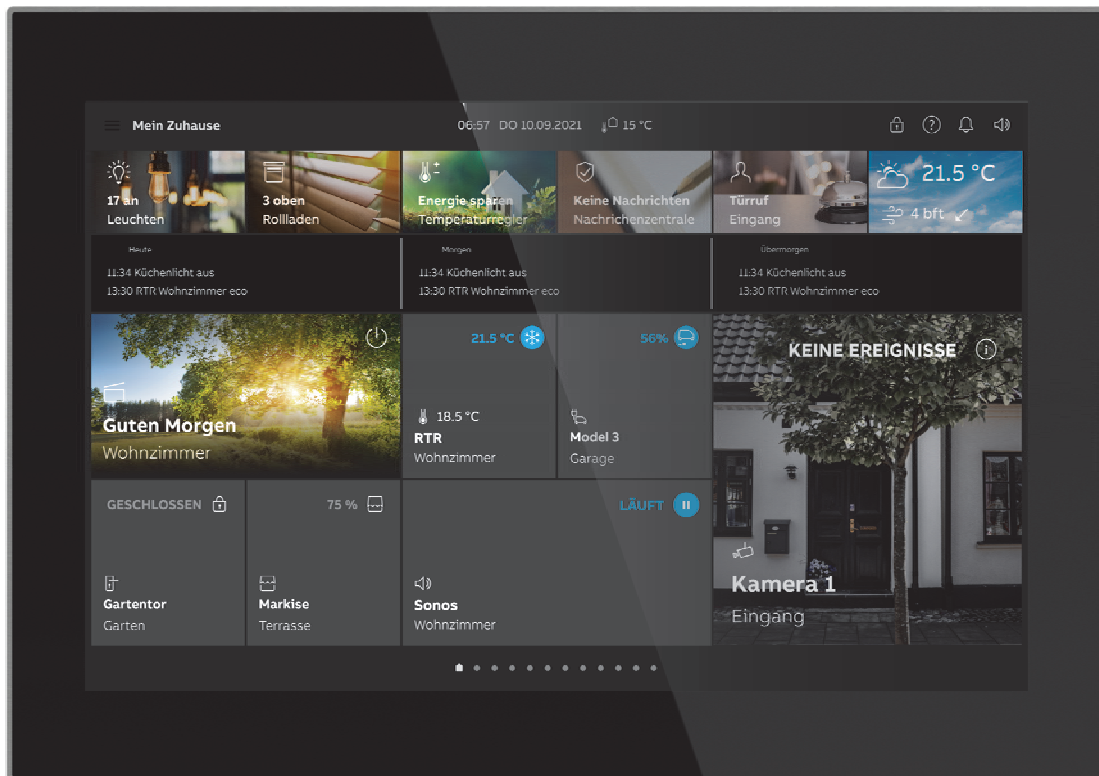 Mein Zuhause
06:57 DO 10.09.2021
15 °C
17 an
Leuchten
3 oben
Rollladen
Energie sparen
Temperaturregler
Keine Nachrichten
Nachrichtenzentrale
Türruf
Eingang
21.5 °C
4 bft
Heute
11:34 Küchenlicht aus
13:30 RTR Wohnzimmer eco
Morgen
11:34 Küchenlicht aus
13:30 RTR Wohnzimmer eco
Übermorgen
11:34 Küchenlicht aus
13:30 RTR Wohnzimmer eco
Guten Morgen
Wohnzimmer
21.5 °C
18.5 °C
RTR
Wohnzimmer
56%
Model 3
Garage
KEINE EREIGNISSE
Kamera 1
Eingang
GESCHLOSSEN
Gartentor
Garten
75 %
Markise
Terrasse
LÄUFT
Sonos
Wohnzimmer